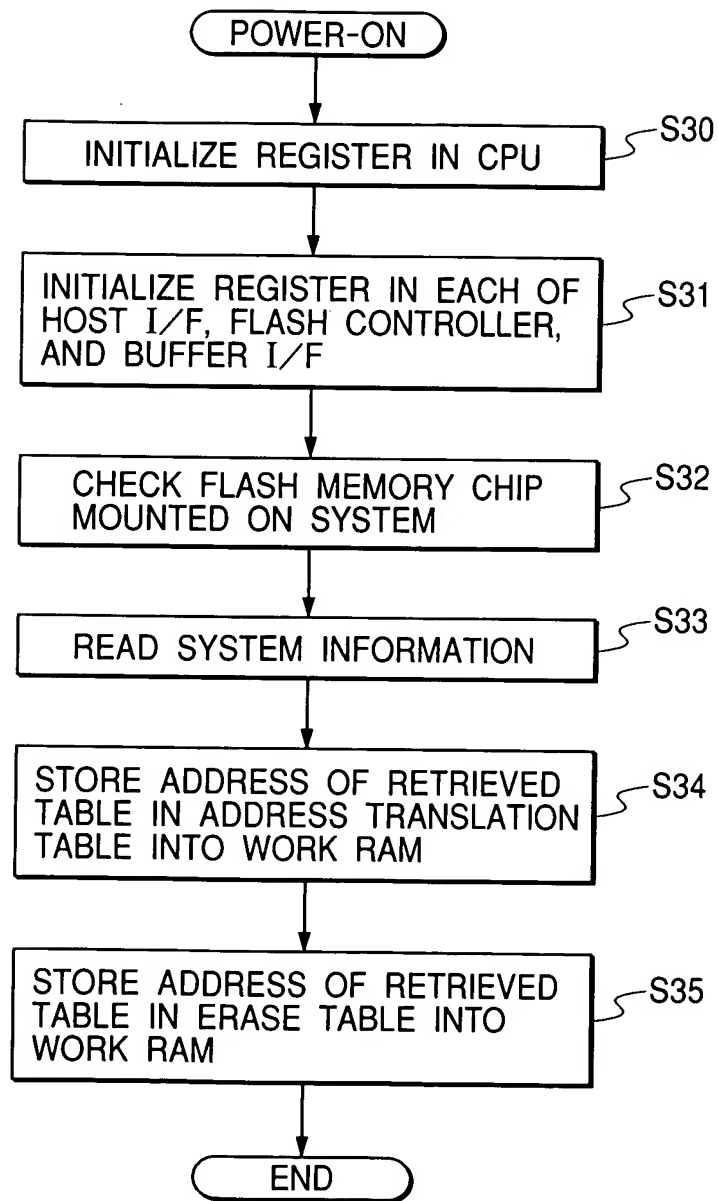 POWER-ON
INITIALIZE REGISTER IN CPU
S30
INITIALIZE REGISTER IN EACH OF
HOST I/F, FLASH CONTROLLER,
AND BUFFER I/F
S31
CHECK FLASH MEMORY CHIP
MOUNTED ON SYSTEM
S32
READ SYSTEM INFORMATION
S33
STORE ADDRESS OF RETRIEVED
TABLE IN ADDRESS TRANSLATION
TABLE INTO WORK RAM
S34
STORE ADDRESS OF RETRIEVED
TABLE IN ERASE TABLE INTO
WORK RAM
S35
END